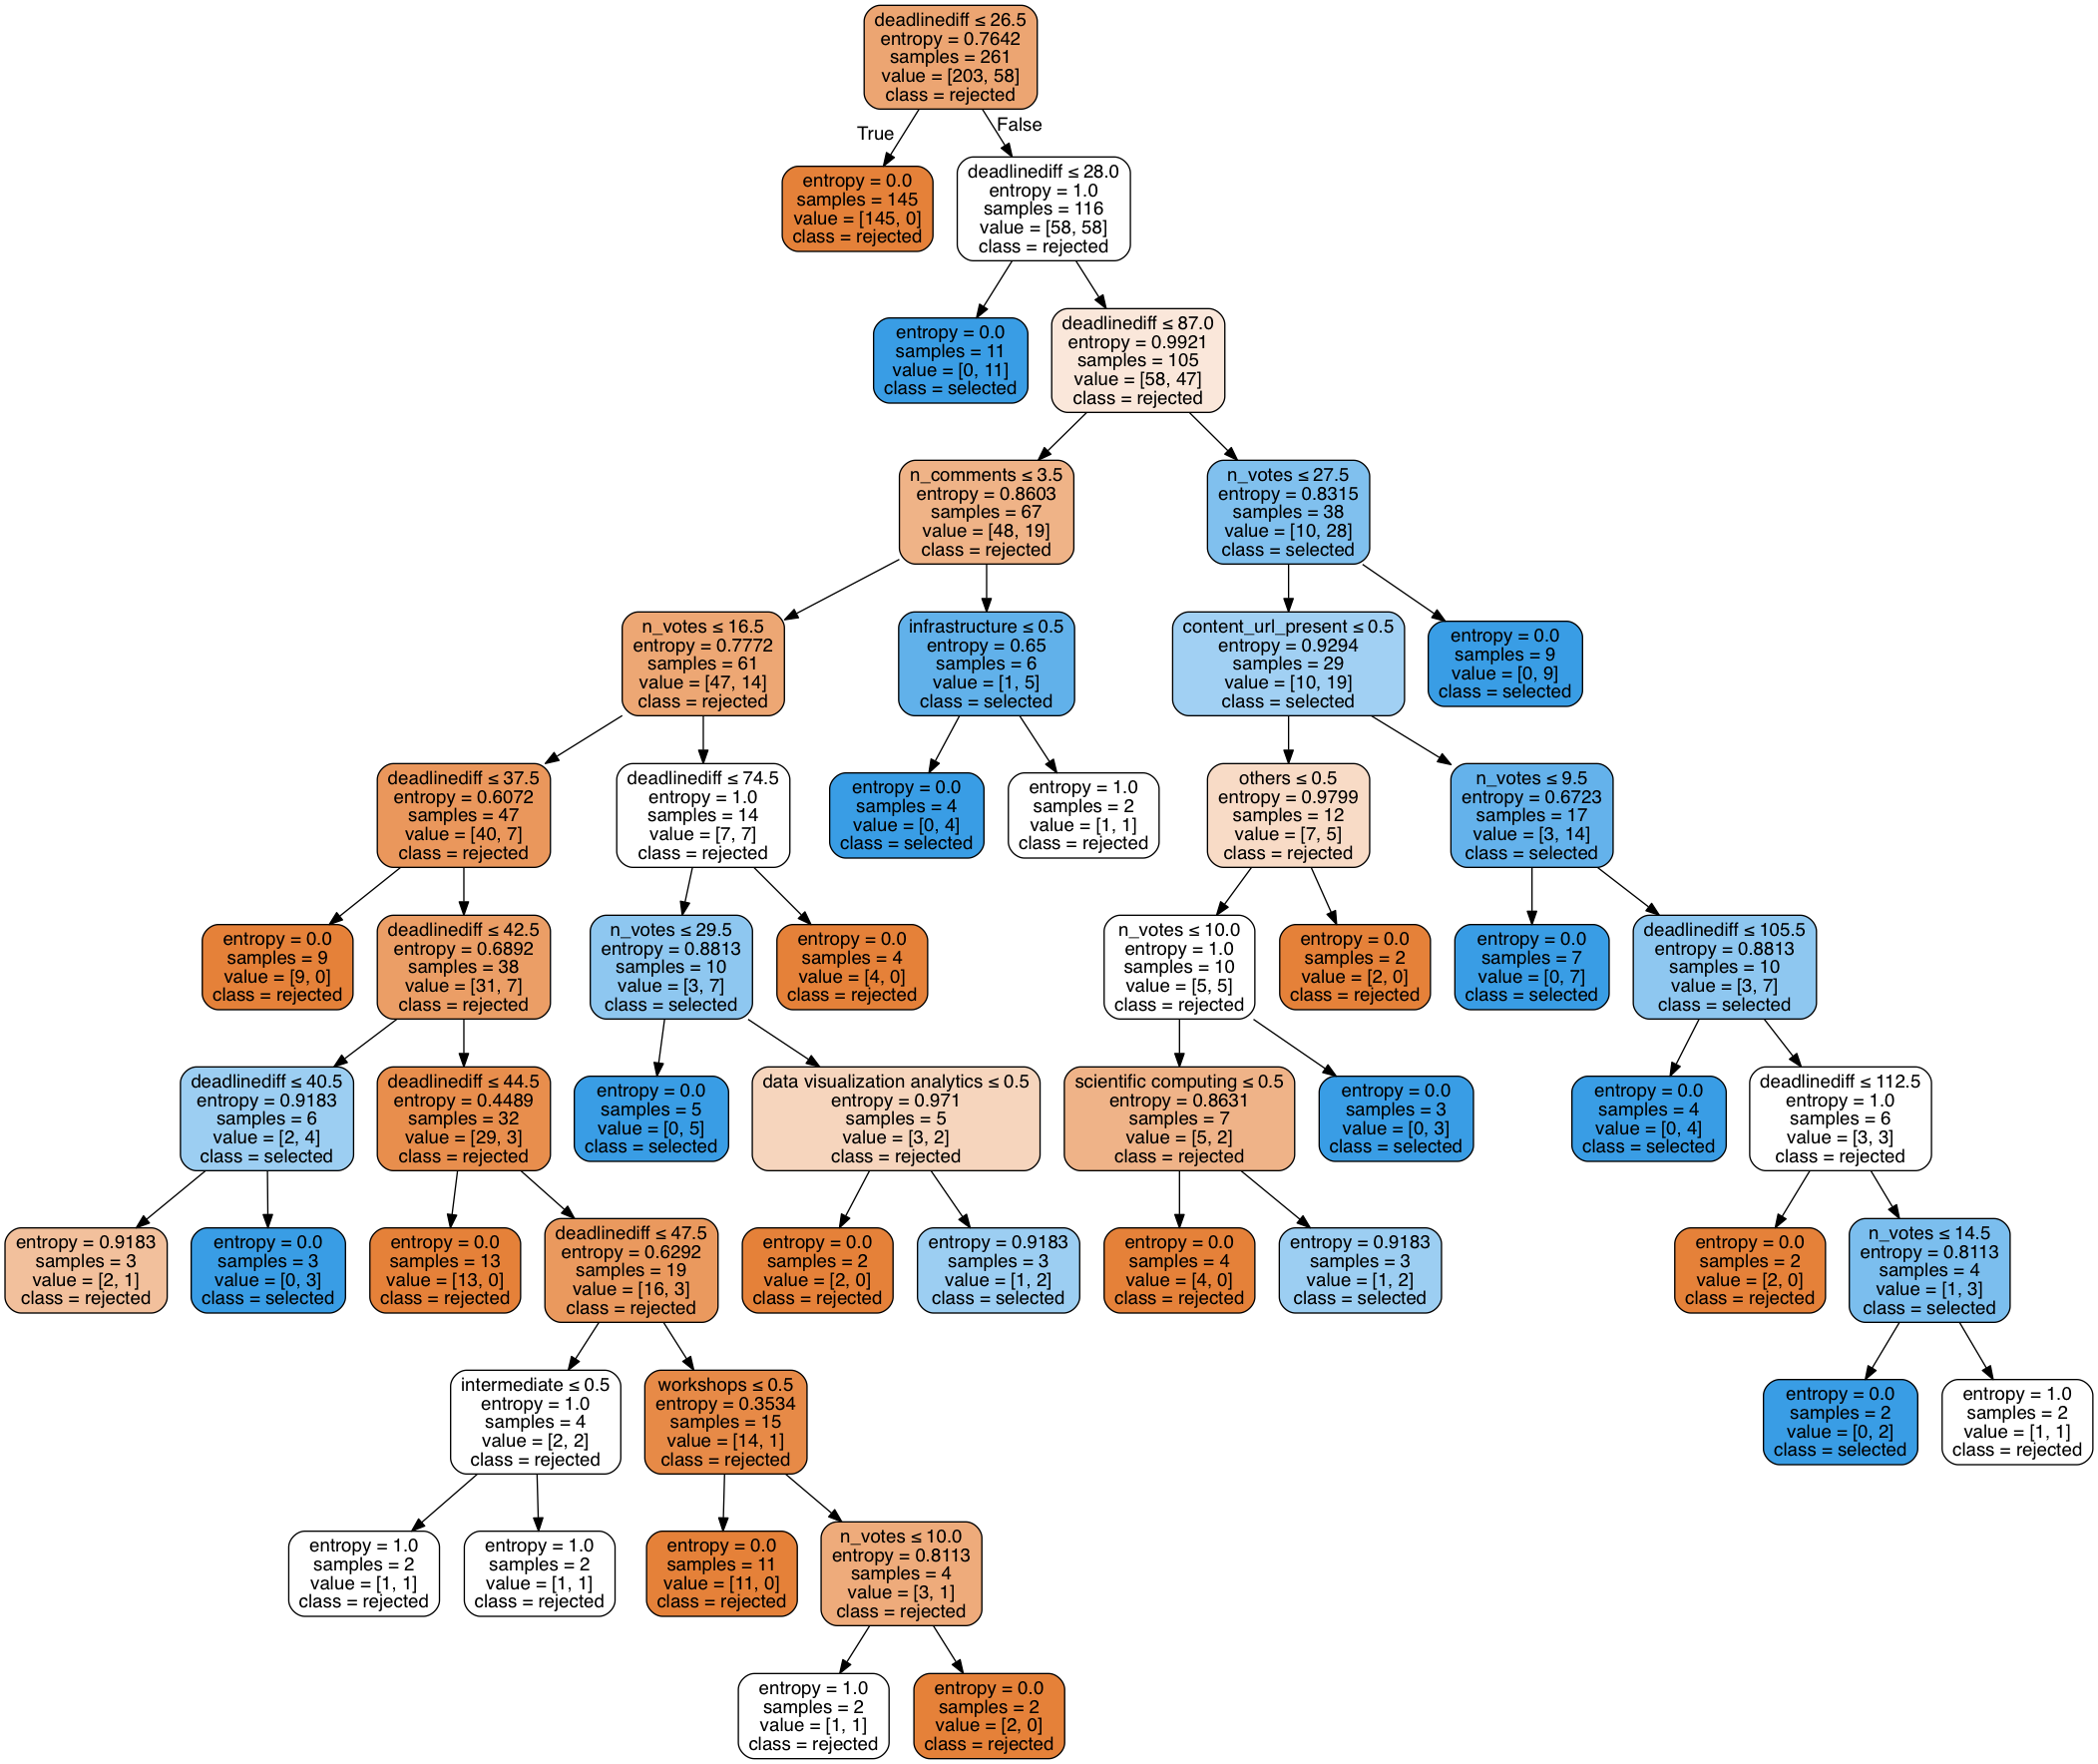 deadlinediff ≤ 26.5
entropy = 0.7642
samples = 261
value = [203, 58]
class = rejected
True
False
entropy = 0.0
samples = 145
value = [145, 0]
class = rejected
deadlinediff ≤ 28.0
entropy = 1.0
samples = 116
value = [58, 58]
class = rejected
entropy = 0.0
samples = 11
value = [0, 11]
class = selected
deadlinediff ≤ 87.0
entropy = 0.9921
samples = 105
value = [58, 47]
class = rejected
n_comments ≤ 3.5
entropy = 0.8603
samples = 67
value = [48, 19]
class = rejected
n_votes ≤ 27.5
entropy = 0.8315
samples = 38
value = [10, 28]
class = selected
n_votes ≤ 16.5
entropy = 0.7772
samples = 61
value = [47, 14]
class = rejected
infrastructure ≤ 0.5
entropy = 0.65
samples = 6
value = [1, 5]
class = selected
content_url_present ≤ 0.5
entropy = 0.9294
samples = 29
value = [10, 19]
class = selected
entropy = 0.0
samples = 9
value = [0, 9]
class = selected
deadlinediff ≤ 37.5
entropy = 0.6072
samples = 47
value = [40, 7]
class = rejected
deadlinediff ≤ 74.5
entropy = 1.0
samples = 14
value = [7, 7]
class = rejected
entropy = 0.0
samples = 4
value = [0, 4]
class = selected
entropy = 1.0
samples = 2
value = [1, 1]
class = rejected
others ≤ 0.5
entropy = 0.9799
samples = 12
value = [7, 5]
class = rejected
n_votes ≤ 9.5
entropy = 0.6723
samples = 17
value = [3, 14]
class = selected
entropy = 0.0
samples = 9
value = [9, 0]
class = rejected
deadlinediff ≤ 42.5
entropy = 0.6892
samples = 38
value = [31, 7]
class = rejected
n_votes ≤ 29.5
entropy = 0.8813
samples = 10
value = [3, 7]
class = selected
entropy = 0.0
samples = 4
value = [4, 0]
class = rejected
n_votes ≤ 10.0
entropy = 1.0
samples = 10
value = [5, 5]
class = rejected
entropy = 0.0
samples = 2
value = [2, 0]
class = rejected
entropy = 0.0
samples = 7
value = [0, 7]
class = selected
deadlinediff ≤ 105.5
entropy = 0.8813
samples = 10
value = [3, 7]
class = selected
deadlinediff ≤ 40.5
entropy = 0.9183
samples = 6
value = [2, 4]
class = selected
deadlinediff ≤ 44.5
entropy = 0.4489
samples = 32
value = [29, 3]
class = rejected
entropy = 0.0
samples = 5
value = [0, 5]
class = selected
data visualization analytics ≤ 0.5
entropy = 0.971
samples = 5
value = [3, 2]
class = rejected
scientific computing ≤ 0.5
entropy = 0.8631
samples = 7
value = [5, 2]
class = rejected
entropy = 0.0
samples = 3
value = [0, 3]
class = selected
entropy = 0.0
samples = 4
value = [0, 4]
class = selected
deadlinediff ≤ 112.5
entropy = 1.0
samples = 6
value = [3, 3]
class = rejected
entropy = 0.9183
samples = 3
value = [2, 1]
class = rejected
entropy = 0.0
samples = 3
value = [0, 3]
class = selected
entropy = 0.0
samples = 13
value = [13, 0]
class = rejected
deadlinediff ≤ 47.5
entropy = 0.6292
samples = 19
value = [16, 3]
class = rejected
entropy = 0.0
samples = 2
value = [2, 0]
class = rejected
entropy = 0.9183
samples = 3
value = [1, 2]
class = selected
entropy = 0.0
samples = 4
value = [4, 0]
class = rejected
entropy = 0.9183
samples = 3
value = [1, 2]
class = selected
entropy = 0.0
samples = 2
value = [2, 0]
class = rejected
n_votes ≤ 14.5
entropy = 0.8113
samples = 4
value = [1, 3]
class = selected
intermediate ≤ 0.5
entropy = 1.0
samples = 4
value = [2, 2]
class = rejected
workshops ≤ 0.5
entropy = 0.3534
samples = 15
value = [14, 1]
class = rejected
entropy = 0.0
samples = 2
value = [0, 2]
class = selected
entropy = 1.0
samples = 2
value = [1, 1]
class = rejected
entropy = 1.0
samples = 2
value = [1, 1]
class = rejected
entropy = 1.0
samples = 2
value = [1, 1]
class = rejected
entropy = 0.0
samples = 11
value = [11, 0]
class = rejected
n_votes ≤ 10.0
entropy = 0.8113
samples = 4
value = [3, 1]
class = rejected
entropy = 1.0
samples = 2
value = [1, 1]
class = rejected
entropy = 0.0
samples = 2
value = [2, 0]
class = rejected